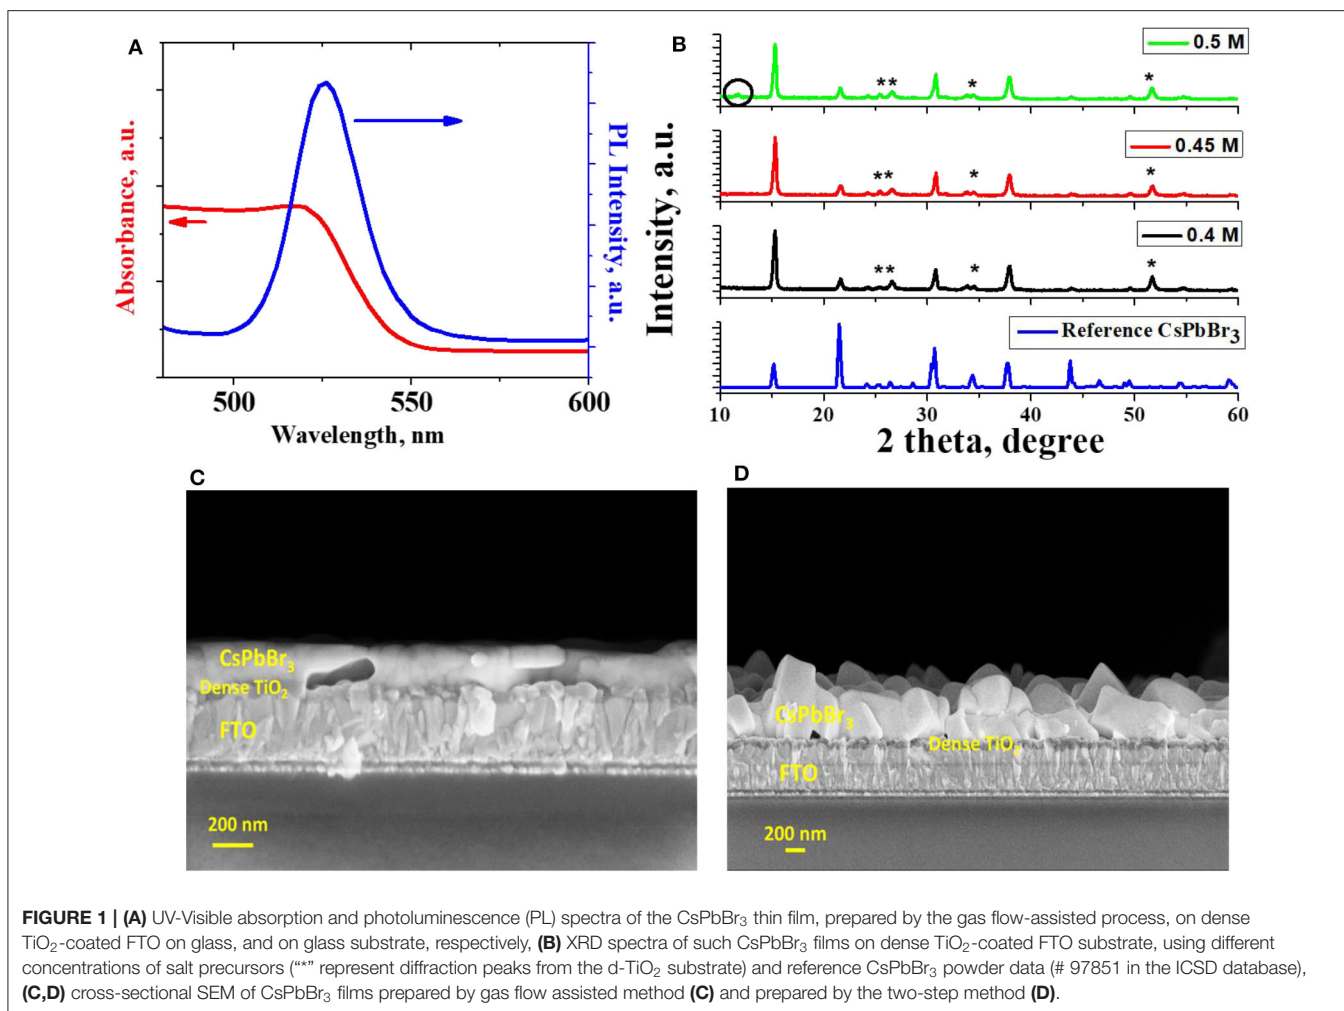 A
Absorbance, a.u.
PL Intensity, a.u.
500
550
600
Wavelength, nm
B
Intensity, a.u.
0.5 M
** * *
0.45 M
** * *
0.4 M
** * *
Reference CsPbBr₃
10 20 30 40 50 60
2 theta, degree
C
CsPbBr₃
Dense TiO₂
FTO
200 nm
D
CsPbBr₃
Dense TiO₂
FTO
200 nm
FIGURE 1 | (A) UV-Visible absorption and photoluminescence (PL) spectra of the CsPbBr₃ thin film, prepared by the gas flow-assisted process, on dense
TiO₂-coated FTO on glass, and on glass substrate, respectively, (B) XRD spectra of such CsPbBr₃ films on dense TiO₂-coated FTO substrate, using different
concentrations of salt precursors (“*” represent diffraction peaks from the d-TiO₂ substrate) and reference CsPbBr₃ powder data (# 97851 in the ICSD database),
(C,D) cross-sectional SEM of CsPbBr₃ films prepared by gas flow assisted method (C) and prepared by the two-step method (D).